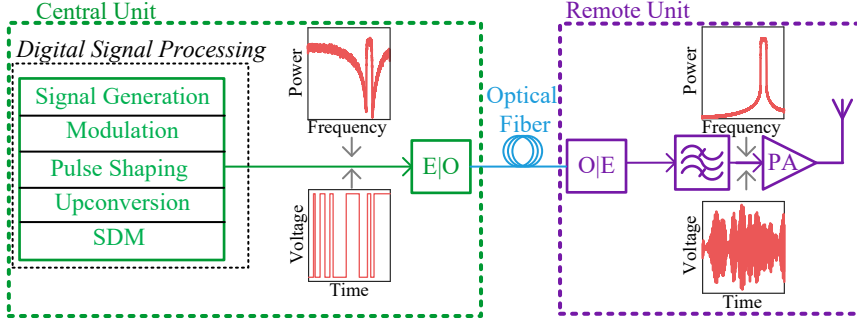 Central Unit
Digital Signal Processing
Signal Generation
Modulation
Pulse Shaping
Upconversion
SDM
Power
Frequency
Voltage
Time
E|O
Optical
Fiber
Remote Unit
O|E
Power
Frequency
PA
Voltage
Time